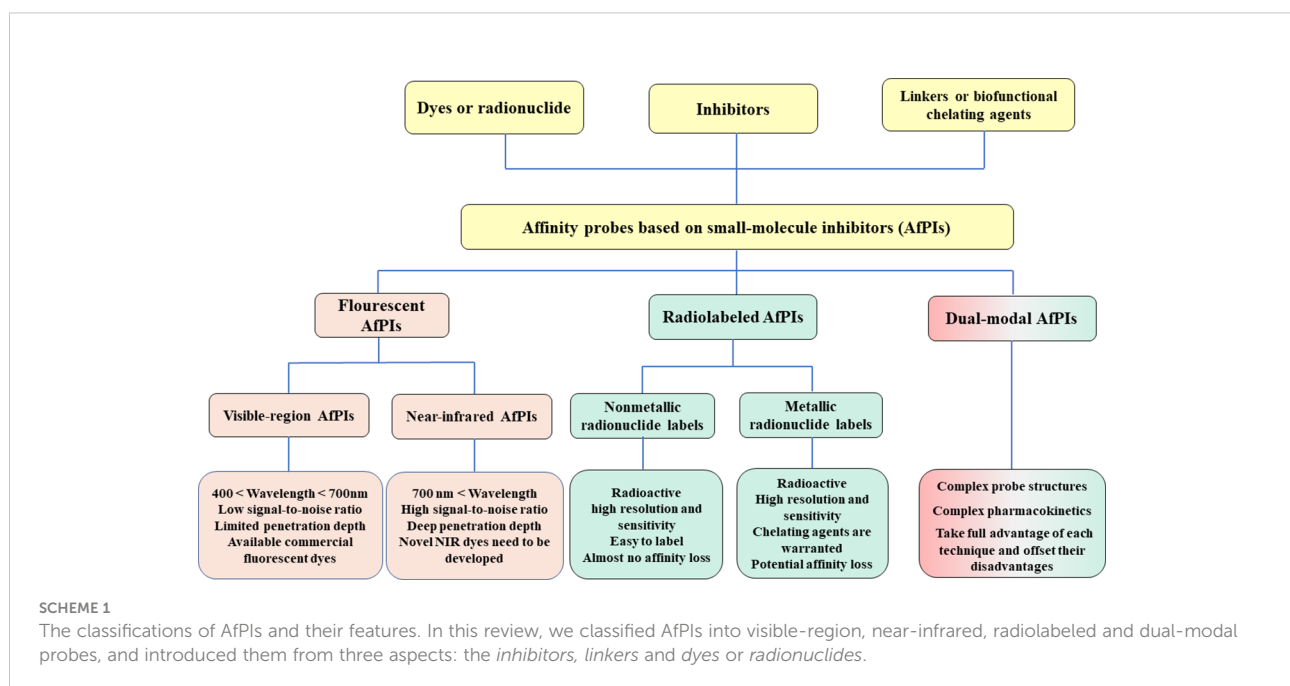 Dyes or radionuclide
Inhibitors
Linkers or biofunctional
chelating agents
Affinity probes based on small-molecule inhibitors (AfPIs)
Flourescent
AfPIs
Radiolabeled AfPIs
Dual-modal AfPIs
Visible-region AfPIs
Near-infrared AfPIs
Nonmetallic
radionuclide labels
Metallic
radionuclide labels
400 < Wavelength < 700nm
Low signal-to-noise ratio
Limited penetration depth
Available commercial
fluorescent dyes
700 nm < Wavelength
High signal-to-noise ratio
Deep penetration depth
Novel NIR dyes need to be
developed
Radioactive
high resolution and
sensitivity
Easy to label
Almost no affinity loss
Radioactive
High resolution and
sensitivity
Chelating agents are
warranted
Potential affinity loss
Complex probe structures
Complex pharmacokinetics
Take full advantage of each
technique and offset their
disadvantages
SCHEME 1
The classifications of AfPIs and their features. In this review, we classified AfPIs into visible-region, near-infrared, radiolabeled and dual-modal
probes, and introduced them from three aspects: the inhibitors, linkers and dyes or radionuclides.